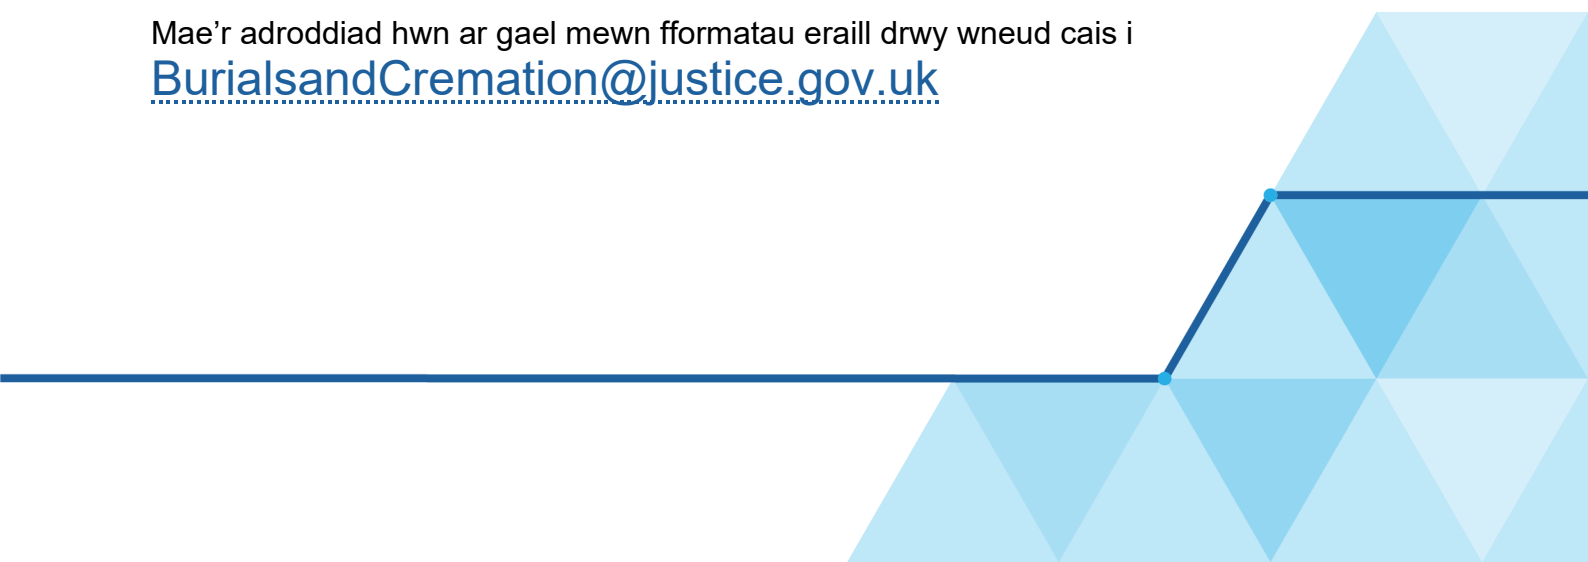 Mae’r adroddiad hwn ar gael mewn fformatau eraill drwy wneud cais i
BurialsandCremation@justice.gov.uk